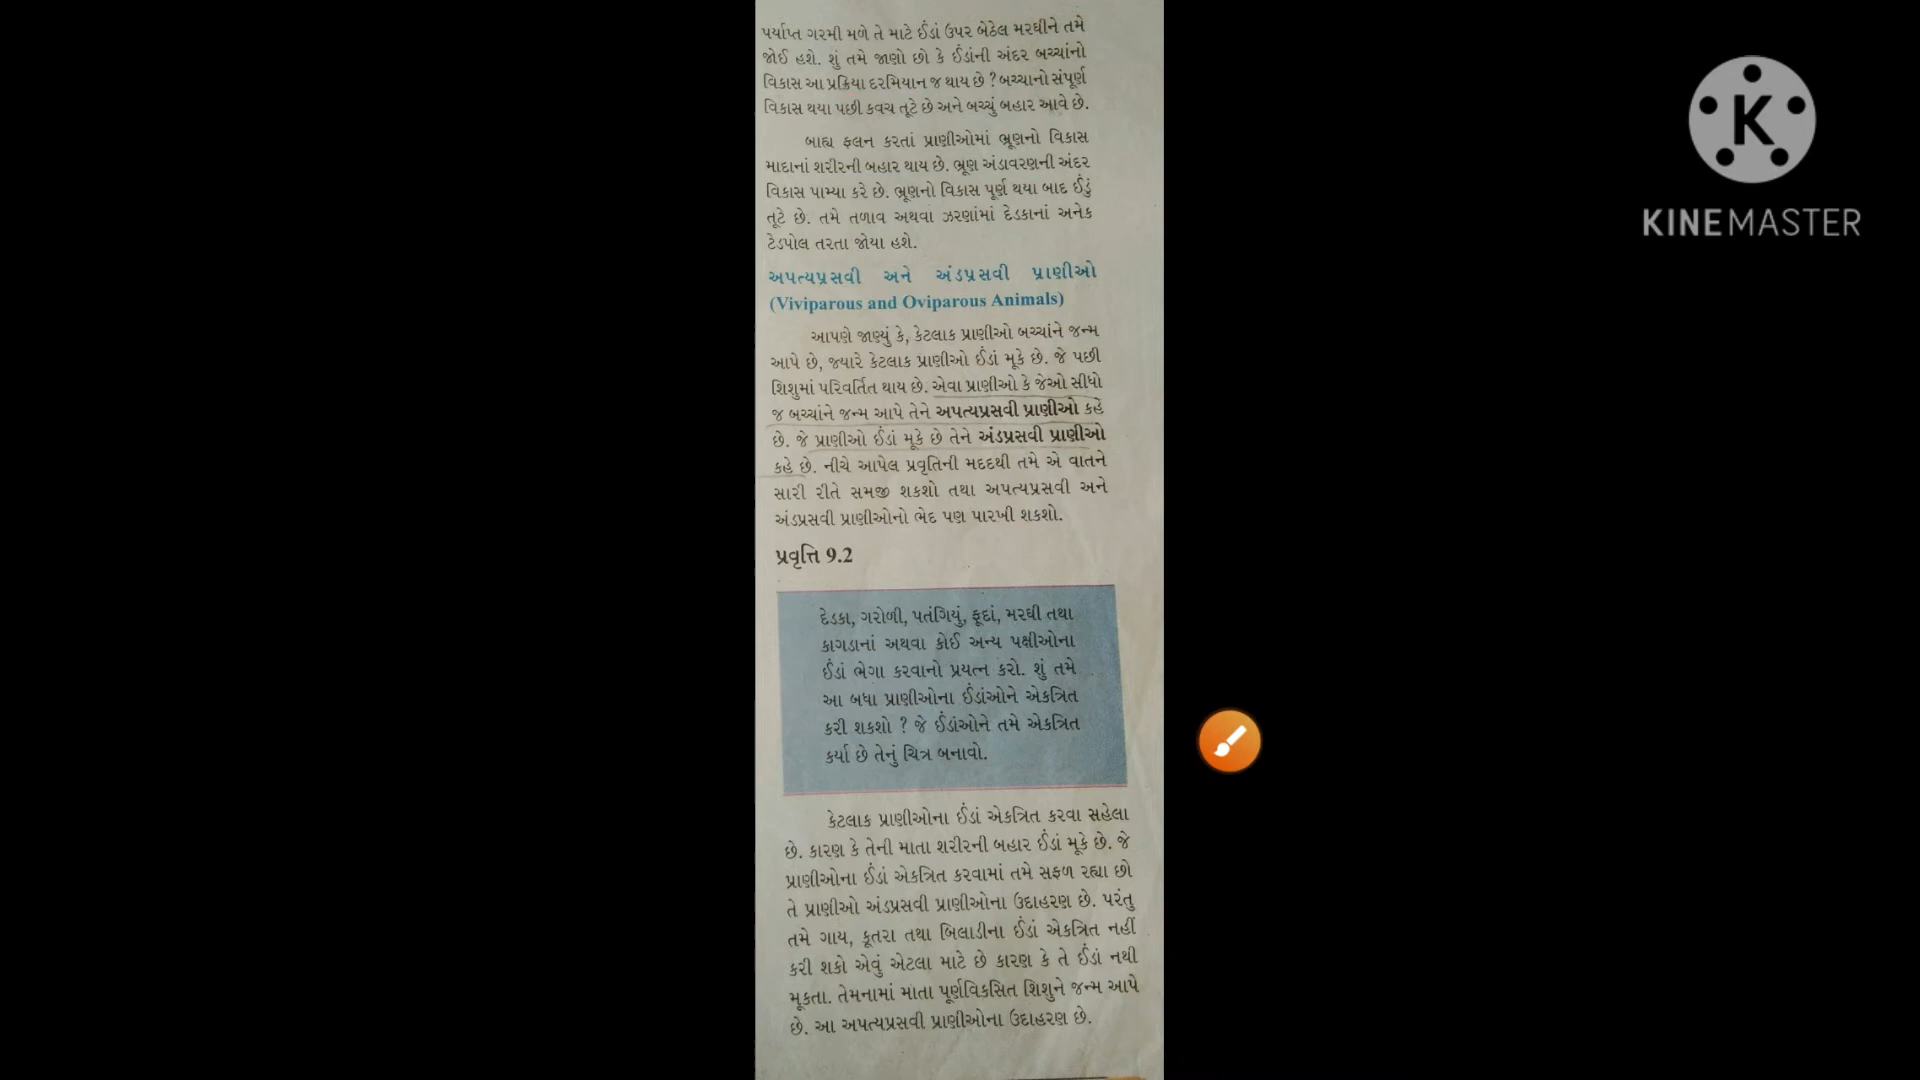 પર્યાપ્ત ગરમી મળે તે માટે ઈંડાં ઉપર બેઠેલ મરઘીને તમે
જોઈ હશે. શું તમે જાણો છો કે ઈંડાંની અંદર બચ્ચાંનો
વિકાસ આ પ્રક્રિયા દરમિયાન જ થાય છે ? બચ્ચાનો સંપૂર્ણ
વિકાસ થયા પછી કવચ તૂટે છે અને બચ્ચું બહાર આવે છે.
બાહ્ય ફલન કરતાં પ્રાણીઓમાં ભ્રૂણનો વિકાસ
માદાનાં શરીરની બહાર થાય છે. ભ્રૂણ અંડાવરણની અંદર
વિકાસ પામ્યા કરે છે. ભ્રૂણનો વિકાસ પૂર્ણ થયા બાદ ઈંડું
તૂટે છે. તમે તળાવ અથવા ઝરણાંમાં દેડકાનાં અનેક
ટેડપોલ તરતા જોયા હશે.
અપત્યપ્રસવી અને અંડપ્રસવી પ્રાણીઓ
(Viviparous and Oviparous Animals)
આપણે જાણ્યું કે, કેટલાક પ્રાણીઓ બચ્ચાંને જન્મ
આપે છે, જ્યારે કેટલાક પ્રાણીઓ ઈંડાં મૂકે છે. જે પછી
શિશુમાં પરિવર્તિત થાય છે. એવા પ્રાણીઓ કે જેઓ સીધો
જ બચ્ચાંને જન્મ આપે તેને અપત્યપ્રસવી પ્રાણીઓ કહે
છે. જે પ્રાણીઓ ઈંડાં મૂકે છે તેને અંડપ્રસવી પ્રાણીઓ
કહે છે. નીચે આપેલ પ્રવૃતિની મદદથી તમે એ વાતને
સારી રીતે સમજી શકશો તથા અપત્યપ્રસવી અને
અંડપ્રસવી પ્રાણીઓનો ભેદ પણ પારખી શકશો.
પ્રવૃત્તિ 9.2
દેડકા, ગરોળી, પતંગિયું, ફૂદાં, મરઘી તથા
કાગડાનાં અથવા કોઈ અન્ય પક્ષીઓના
ઈંડાં ભેગા કરવાનો પ્રયત્ન કરો. શું તમે
આ બધા પ્રાણીઓના ઈંડાંઓને એકત્રિત
કરી શકશો ? જે ઈંડાંઓને તમે એકત્રિત
કર્યા છે તેનું ચિત્ર બનાવો.
કેટલાક પ્રાણીઓના ઈંડાં એકત્રિત કરવા સહેલા
છે. કારણ કે તેની માતા શરીરની બહાર ઈંડાં મૂકે છે. જે
પ્રાણીઓના ઈંડાં એકત્રિત કરવામાં તમે સફળ રહ્યા છો
તે પ્રાણીઓ અંડપ્રસવી પ્રાણીઓના ઉદાહરણ છે. પરંતુ
તમે ગાય, કૂતરા તથા બિલાડીના ઈંડાં એકત્રિત નહીં
કરી શકો એવું એટલા માટે છે કારણ કે તે ઈંડાં નથી
મૂકતા. તેમનામાં માતા પૂર્ણવિકસિત શિશુને જન્મ આપે
છે. આ અપત્યપ્રસવી પ્રાણીઓના ઉદાહરણ છે.
K
KINEMASTER